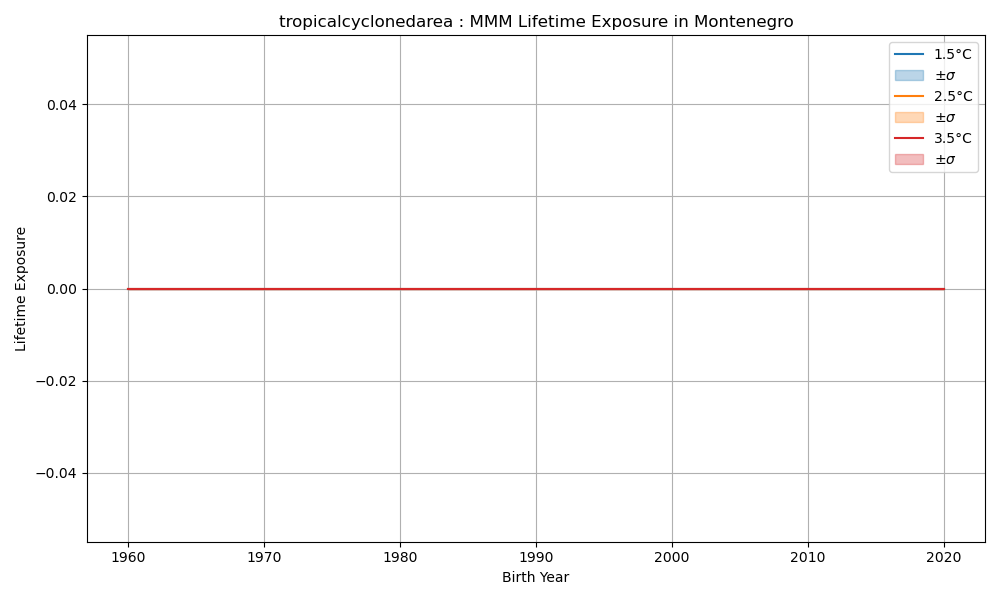 tropicalcyclonedarea : MMM Lifetime Exposure in Montenegro
1.5°C
±σ
2.5°C
±σ
3.5°C
±σ
0.04
0.02
0.00
−0.02
−0.04
Lifetime Exposure
1960 1970 1980 1990 2000 2010 2020
Birth Year